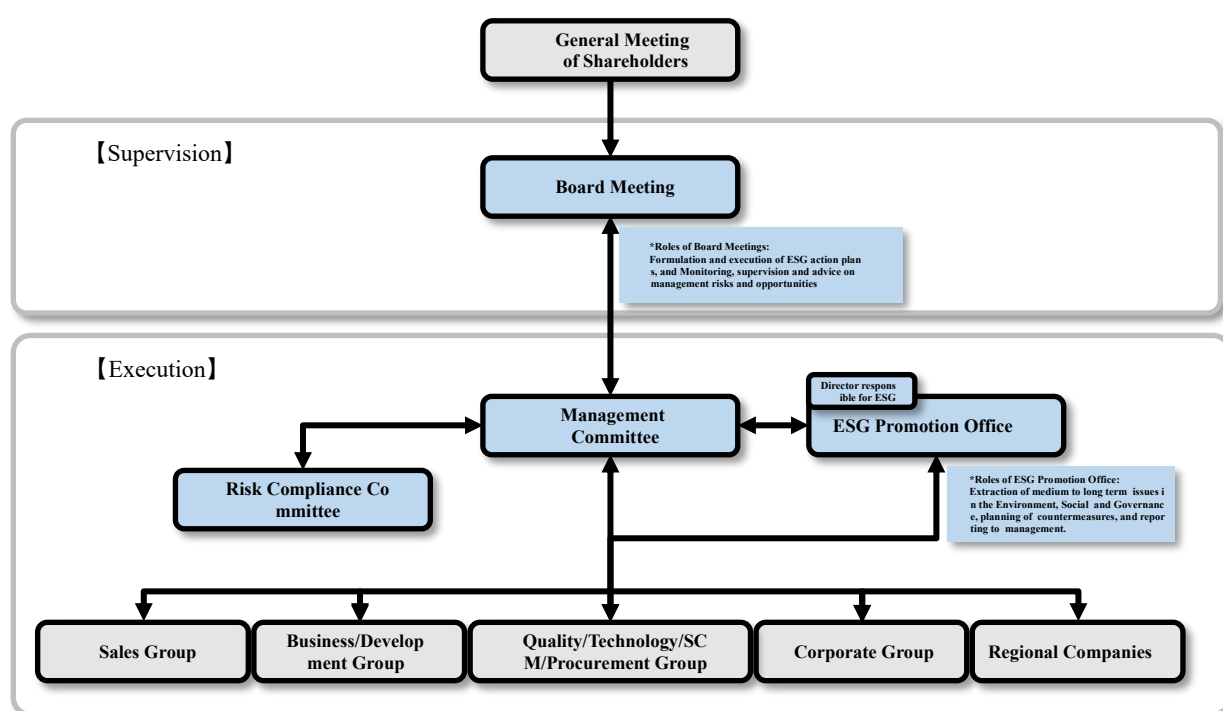 General Meeting
of Shareholders
【Supervision】
Board Meeting
*Roles of Board Meetings:
Formulation and execution of ESG action plan
s, and Monitoring, supervision and advice on
management risks and opportunities
【Execution】
Director respons
ible for ESG
Management
Committee
ESG Promotion Office
Risk Compliance Co
mmittee
*Roles of ESG Promotion Office:
Extraction of medium to long term issues i
n the Environment, Social and Governanc
e, planning of countermeasures, and repor
ting to management.
Sales Group
Business/Develop
ment Group
Quality/Technology/SC
M/Procurement Group
Corporate Group
Regional Companies